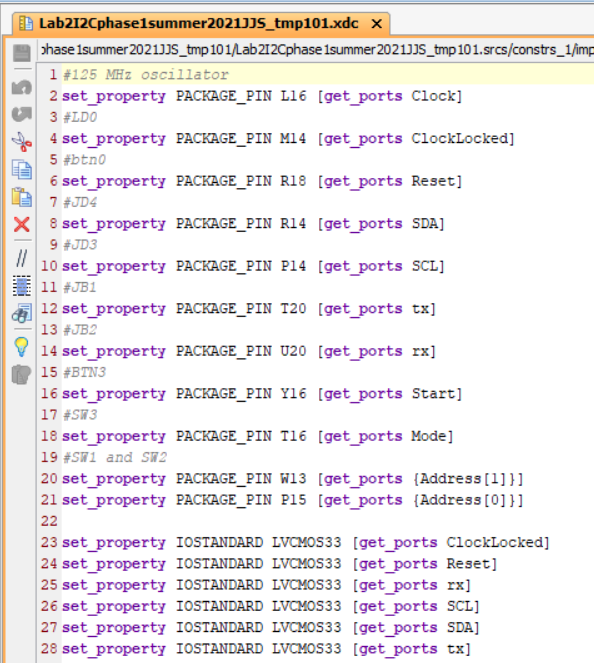 Lab2I2Cphase1summer2021JJS_tmp101.xdc
phase1summer2021JJS_tmp101/Lab2I2Cphase1summer2021JJS_tmp101.srcs/constrs_1/imp
1 #125 MHz oscillator
2 set_property PACKAGE_PIN L16 [get_ports Clock]
3 #LD0
4 set_property PACKAGE_PIN M14 [get_ports ClockLocked]
5 #btn0
6 set_property PACKAGE_PIN R18 [get_ports Reset]
7 #JD4
8 set_property PACKAGE_PIN R14 [get_ports SDA]
9 #JD3
10 set_property PACKAGE_PIN P14 [get_ports SCL]
11 #JB1
12 set_property PACKAGE_PIN T20 [get_ports tx]
13 #JB2
14 set_property PACKAGE_PIN U20 [get_ports rx]
15 #BTN3
16 set_property PACKAGE_PIN Y16 [get_ports Start]
17 #SW3
18 set_property PACKAGE_PIN T16 [get_ports Mode]
19 #SW1 and SW2
20 set_property PACKAGE_PIN W13 [get_ports {Address[1]}]
21 set_property PACKAGE_PIN P15 [get_ports {Address[0]}]
22
23 set_property IOSTANDARD LVCMOS33 [get_ports ClockLocked]
24 set_property IOSTANDARD LVCMOS33 [get_ports Reset]
25 set_property IOSTANDARD LVCMOS33 [get_ports rx]
26 set_property IOSTANDARD LVCMOS33 [get_ports SCL]
27 set_property IOSTANDARD LVCMOS33 [get_ports SDA]
28 set_property IOSTANDARD LVCMOS33 [get_ports tx]